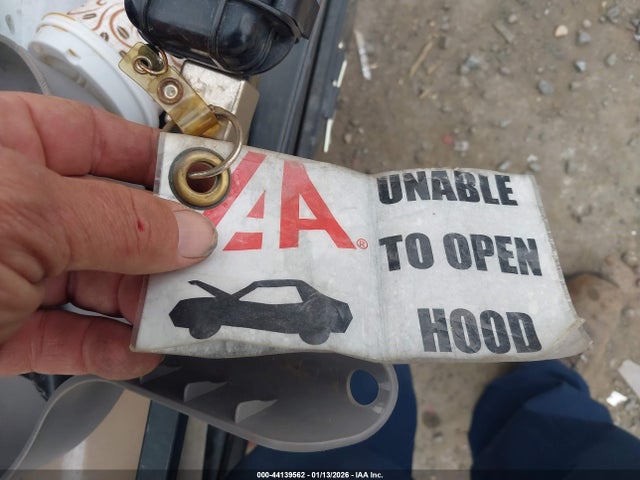 IAA®
UNABLE
TO OPEN
HOOD
000-44139562 - 01/13/2026 - IAA Inc.